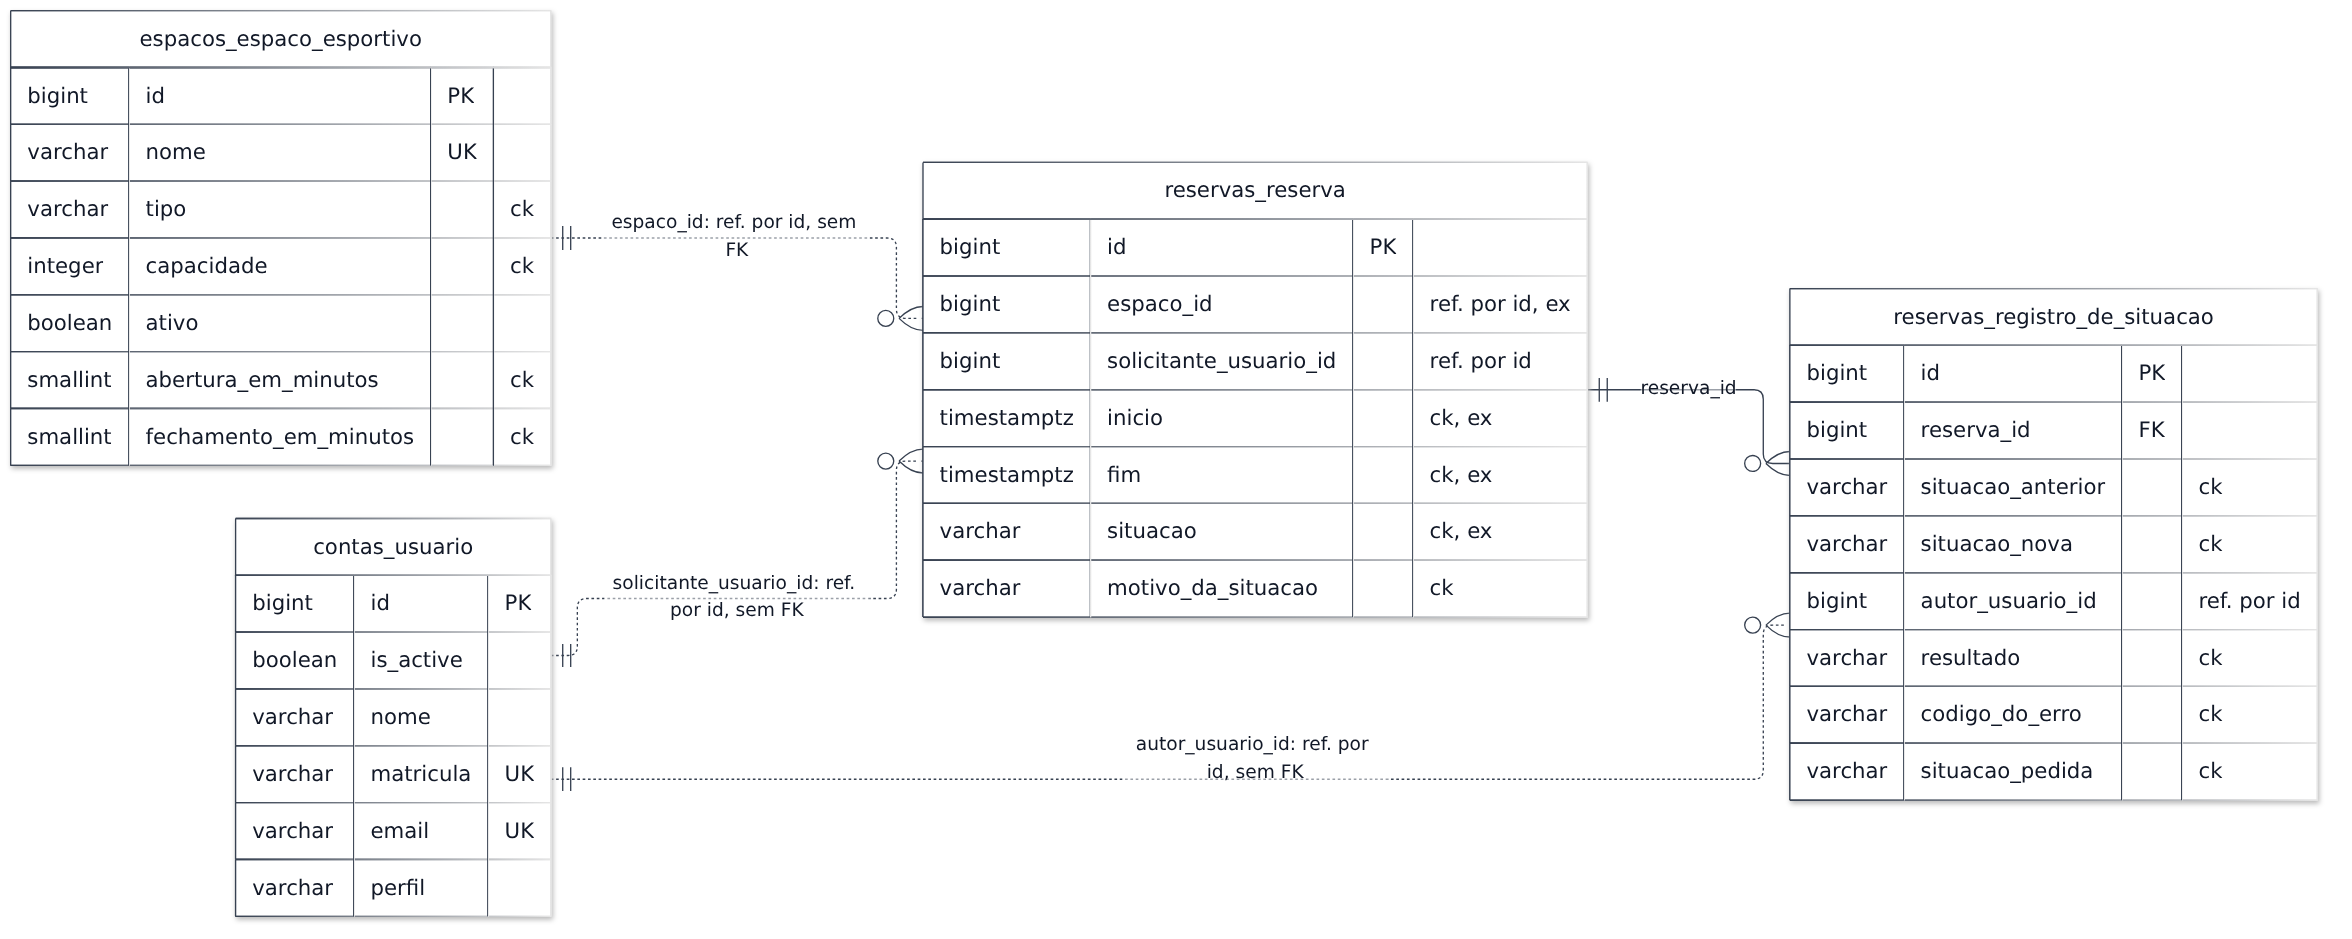 espacos_espaco_esportivo
bigint id PK
varchar nome UK
varchar tipo ck
integer capacidade ck
boolean ativo
smallint abertura_em_minutos ck
smallint fechamento_em_minutos ck
espaco_id: ref. por id, sem
FK
contas_usuario
bigint id PK
boolean is_active
varchar nome
varchar matricula UK
varchar email UK
varchar perfil
solicitante_usuario_id: ref.
por id, sem FK
reservas_reserva
bigint id PK
bigint espaco_id ref. por id, ex
bigint solicitante_usuario_id ref. por id
timestamptz inicio ck, ex
timestamptz fim ck, ex
varchar situacao ck, ex
varchar motivo_da_situacao ck
autor_usuario_id: ref. por
id, sem FK
reserva_id
reservas_registro_de_situacao
bigint id PK
bigint reserva_id FK
varchar situacao_anterior ck
varchar situacao_nova ck
bigint autor_usuario_id ref. por id
varchar resultado ck
varchar codigo_do_erro ck
varchar situacao_pedida ck